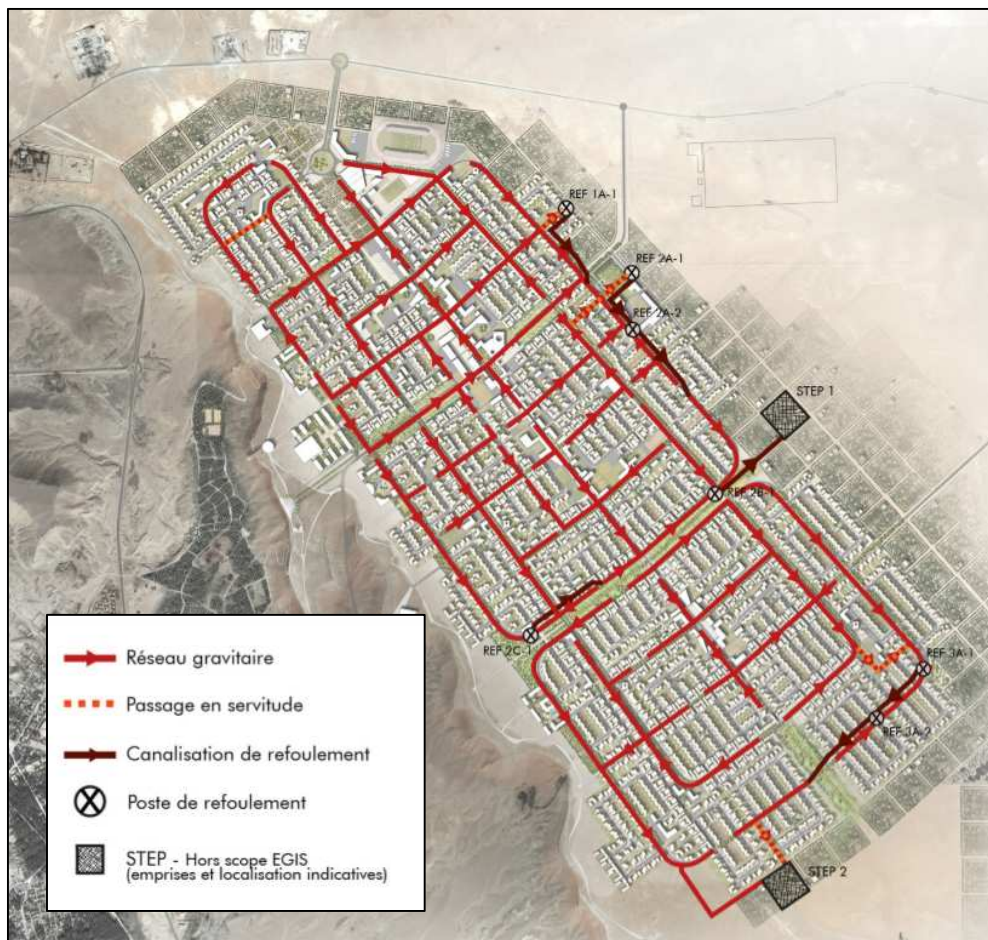 REF 1A-1
REF 2A-1
REF 2A-2
STEP 1
REF 2B-1
REF 2C-1
REF 3A-1
REF 3A-2
STEP 2
Réseau gravitaire
Passage en servitude
Canalisation de refoulement
Poste de refoulement
STEP - Hors scope EGIS
(emprises et localisation indicatives)